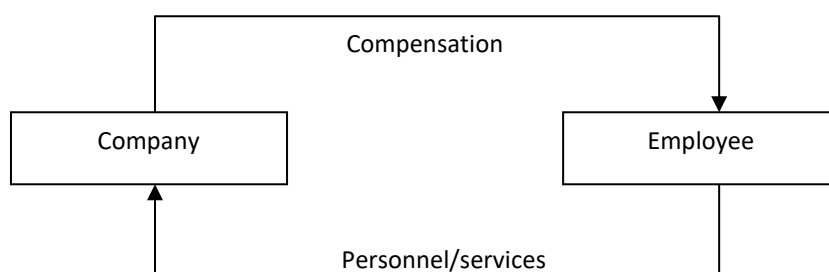 Compensation
Company
Employee
Personnel/services